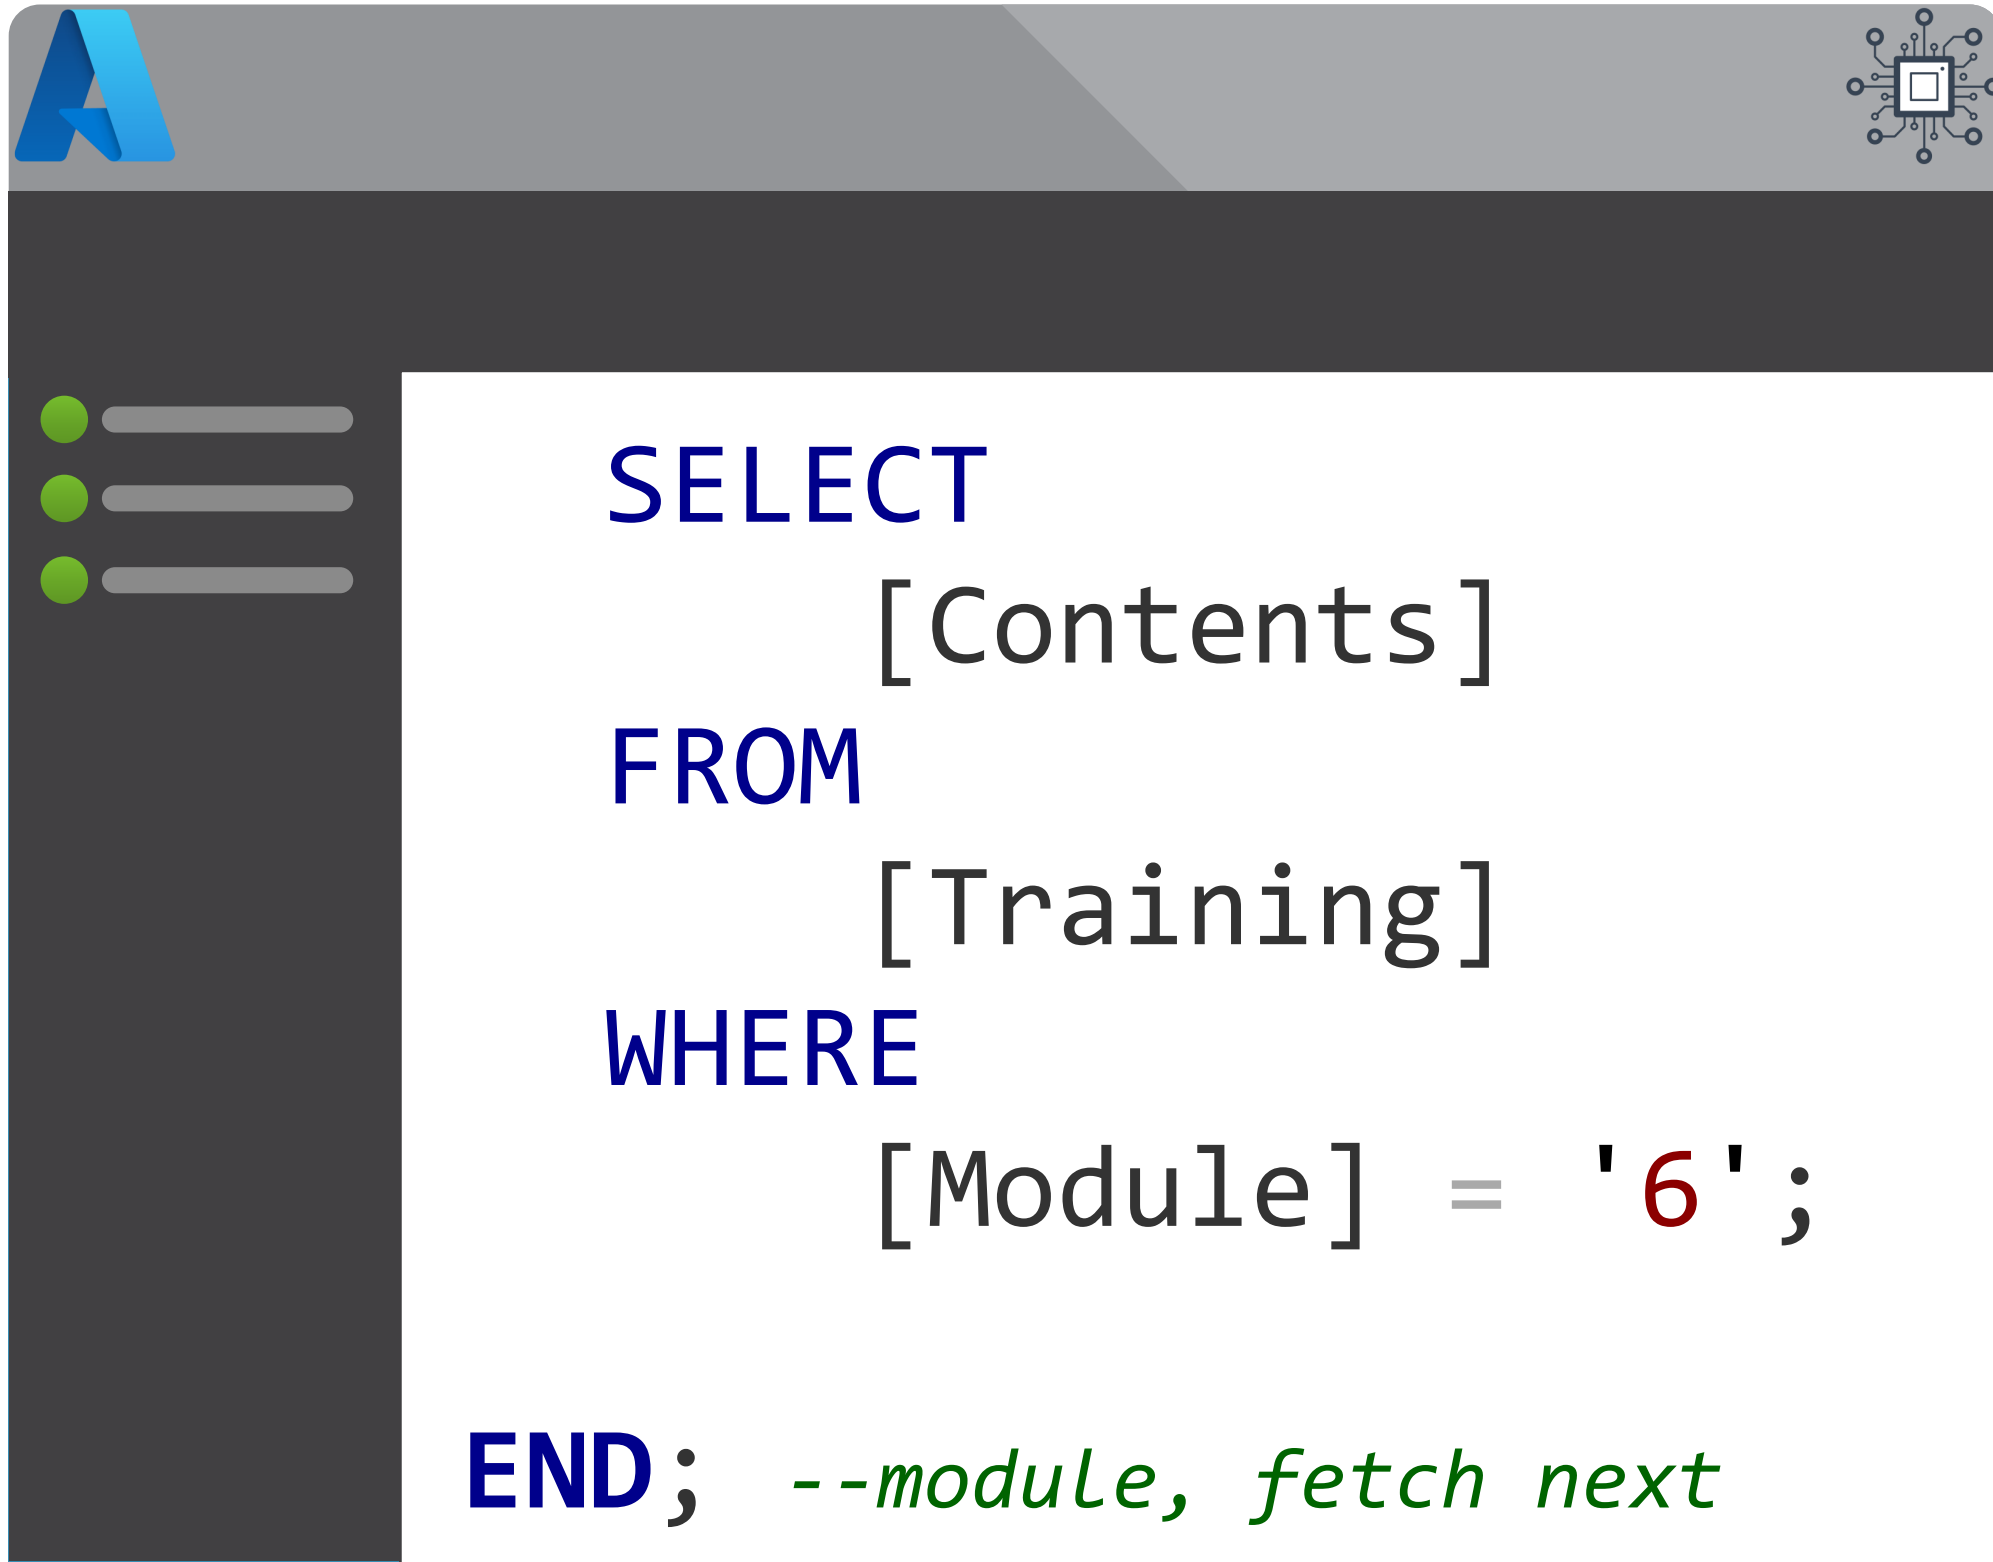 SELECT
[Contents]
FROM
[Training]
WHERE
[Module] = '6';
END; --module, fetch next